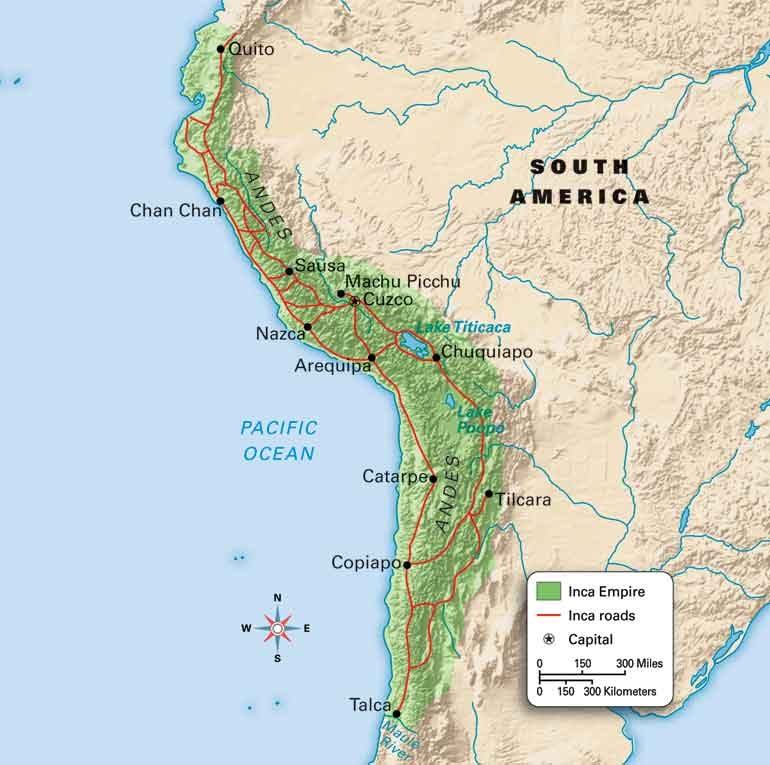 Quito
SOUTH
AMERICA
ANDES
Chan Chan
Sausa
Machu Picchu
Cuzco
Nazca
Lake Titicaca
Chuquiapo
Arequipa
Lake
Poopo
PACIFIC
OCEAN
ANDES
Catarpe
Tilcara
Copiapo
N
W E
S
Inca Empire
Inca roads
Capital
0 150 300 Miles
0 150 300 Kilometers
Talca
Maule
River